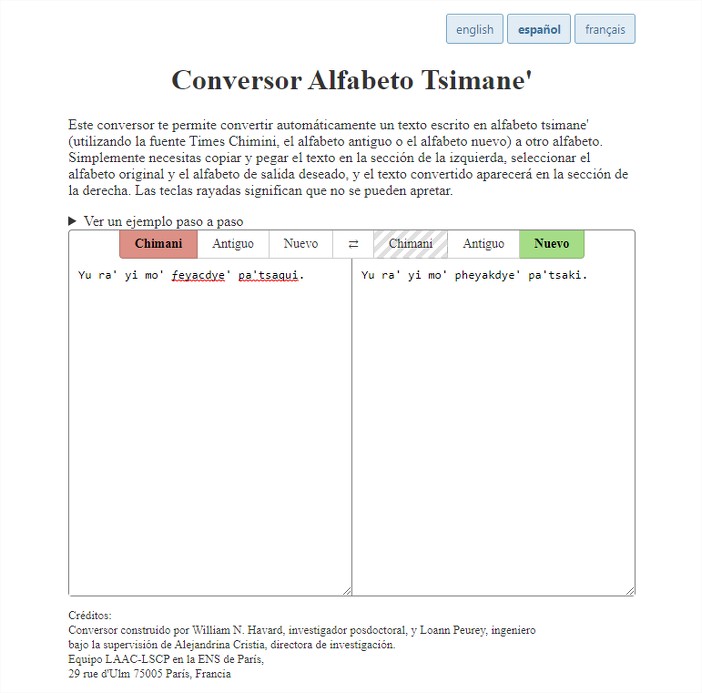 english español français
Conversor Alfabeto Tsimane'
Este conversor te permite convertir automáticamente un texto escrito en alfabeto tsimane'
(utilizando la fuente Times Chimini, el alfabeto antiguo o el alfabeto nuevo) a otro alfabeto.
Simplemente necesitas copiar y pegar el texto en la sección de la izquierda, seleccionar el
alfabeto original y el alfabeto de salida deseado, y el texto convertido aparecerá en la sección de
la derecha. Las teclas rayadas significan que no se pueden apretar.
▶ Ver un ejemplo paso a paso
Chimani Antiguo Nuevo ⇄ Chimani Antiguo Nuevo
Yu ra' yi mo' feyacdye' pa'tsaqui. Yu ra' yi mo' pheyakdye' pa'tsaki.
Créditos:
Conversor construido por William N. Havard, investigador posdoctoral, y Loann Peurey, ingeniero
bajo la supervisión de Alejandrina Cristia, directora de investigación.
Equipo LAAC-LSCP en la ENS de París,
29 rue d'Ulm 75005 París, Francia